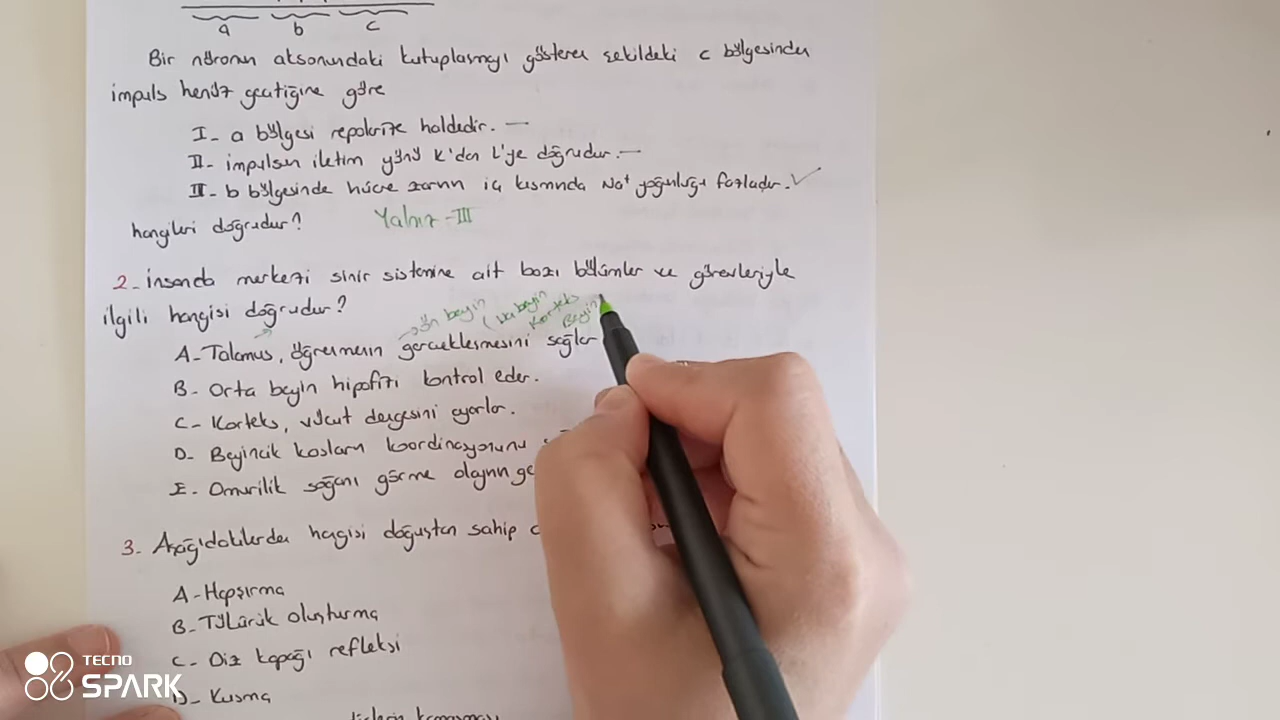 a b c
Bir nöronun aksonundaki kutuplaşmayı gösteren şekildeki c bölgesinden
impuls henüz geçtiğine göre
I- a bölgesi repolarize haldedir. —
II- impulsun iletim yönü K'dan L'ye doğrudur. —
III- b bölgesinde hücre zarının iç kısmında Na+ yoğunluğu fazladır. ✓
hangileri doğrudur? Yalnız-III
2- İnsanda merkezi sinir sistemine ait bazı bölümler ve görevleriyle
ilgili hangisi doğrudur?
→ ön beyin (Uç beyin
Korteks
Beyin
A- Talamus, öğrenmenin gerçekleşmesini sağlar
B- Orta beyin hipofizi kontrol eder.
C- Korteks, vücut dengesini ayarlar.
D- Beyincik kasların koordinasyonunu
E- Omurilik soğanı görme olayının
3- Aşağıdakilerden hangisi doğuştan sahip
A- Hapşırma
B- Tükürük oluşturma
C- Diz kapağı refleksi
D- Kusma
kamaşması
TECNO
SPARK